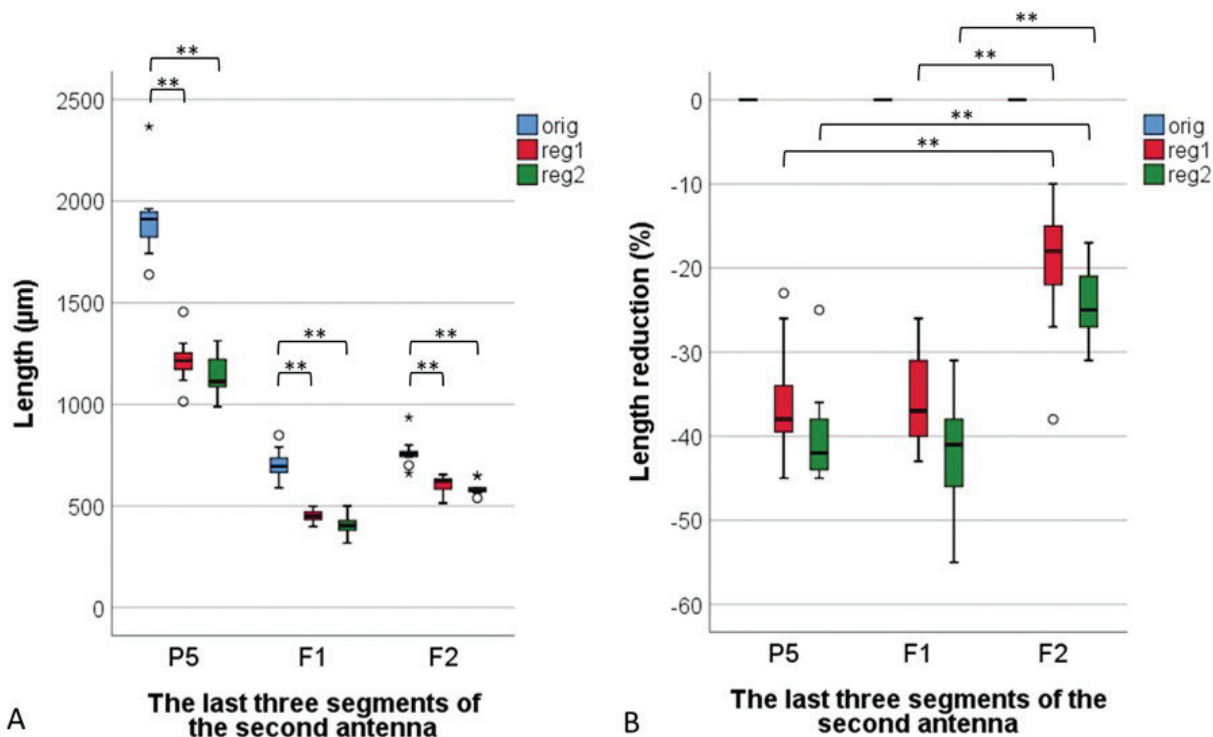 **
**
2500
2000
1500
1000
500
0
Length (µm)
*
**
**
**
**
*
*
*
orig
reg1
reg2
P5
F1
F2
The last three segments of
the second antenna
A
**
**
**
**
0
-10
-20
-30
-40
-50
-60
Length reduction (%)
orig
reg1
reg2
P5
F1
F2
The last three segments of the
second antenna
B